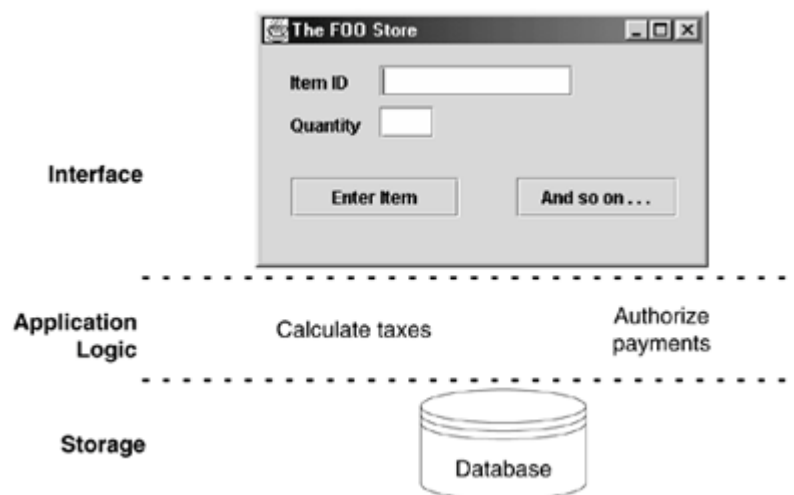 The FOO Store
Item ID
Quantity
Interface
Enter Item
And so on . . .
Application
Logic
Calculate taxes
Authorize
payments
Storage
Database